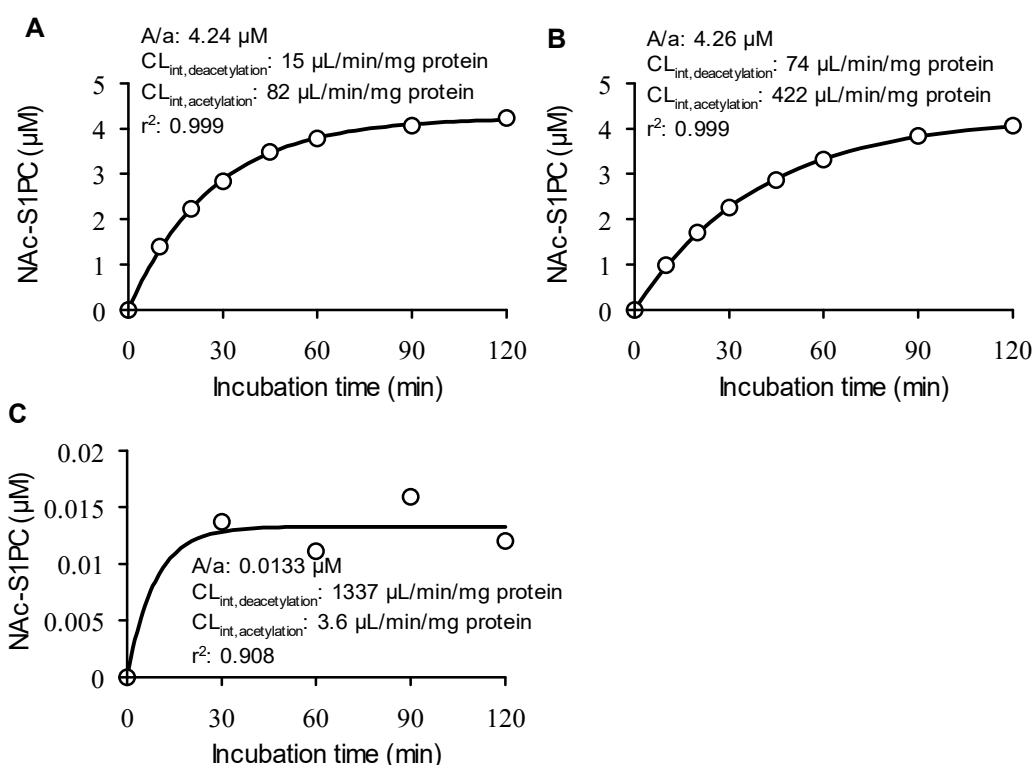 A
A/a: 4.24 µM
CLint,deacetylation: 15 µL/min/mg protein
CLint,acetylation: 82 µL/min/mg protein
r²: 0.999
NAc-S1PC (µM)
5
4
3
2
1
0
0 30 60 90 120
Incubation time (min)
B
A/a: 4.26 µM
CLint,deacetylation: 74 µL/min/mg protein
CLint,acetylation: 422 µL/min/mg protein
r²: 0.999
NAc-S1PC (µM)
5
4
3
2
1
0
0 30 60 90 120
Incubation time (min)
C
NAc-S1PC (µM)
0.02
0.015
0.01
0.005
0
A/a: 0.0133 µM
CLint,deacetylation: 1337 µL/min/mg protein
CLint,acetylation: 3.6 µL/min/mg protein
r²: 0.908
0 30 60 90 120
Incubation time (min)